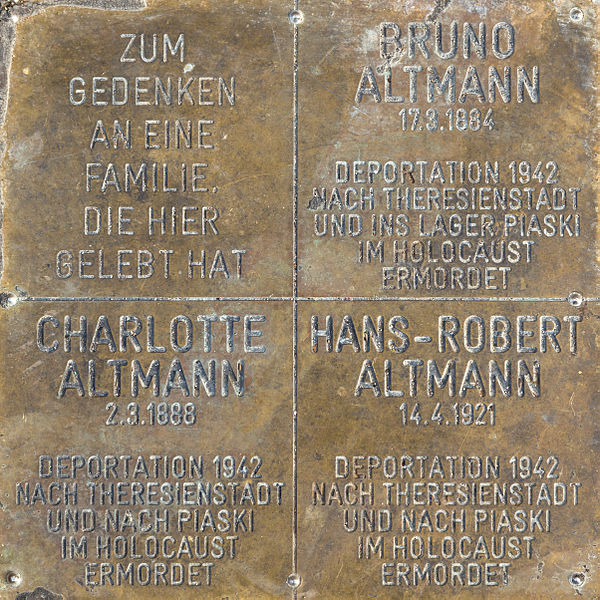 ZUM
GEDENKEN
AN EINE
FAMILIE,
DIE HIER
GELEBT HAT
BRUNO
ALTMANN
17.3.1884
DEPORTATION 1942
NACH THERESIENSTADT
UND INS LAGER PIASKI
IM HOLOCAUST
ERMORDET
CHARLOTTE
ALTMANN
2.3.1888
DEPORTATION 1942
NACH THERESIENSTADT
UND NACH PIASKI
IM HOLOCAUST
ERMORDET
HANS-ROBERT
ALTMANN
14.4.1921
DEPORTATION 1942
NACH THERESIENSTADT
UND NACH PIASKI
IM HOLOCAUST
ERMORDET